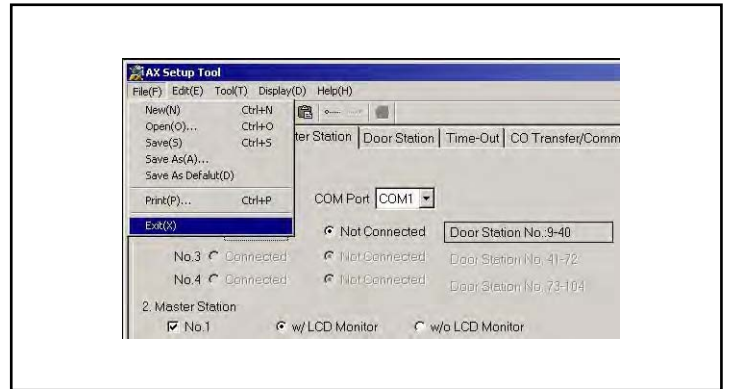 AX Setup Tool
File(F) Edit(E) Tool(T) Display(D) Help(H)
New(N) Ctrl+N
Open(O)... Ctrl+O
Save(S) Ctrl+S
Save As(A)...
Save As Defalut(D)
Print(P)... Ctrl+P
Exit(X)
ter Station Door Station Time-Out CO Transfer/Comm
COM Port COM1
Not Connected Door Station No.:9-40
No.3 Connected Not Connected Door Station No. 41-72
No.4 Connected Not Connected Door Station No. 73-104
2. Master Station
No.1 w/ LCD Monitor w/o LCD Monitor